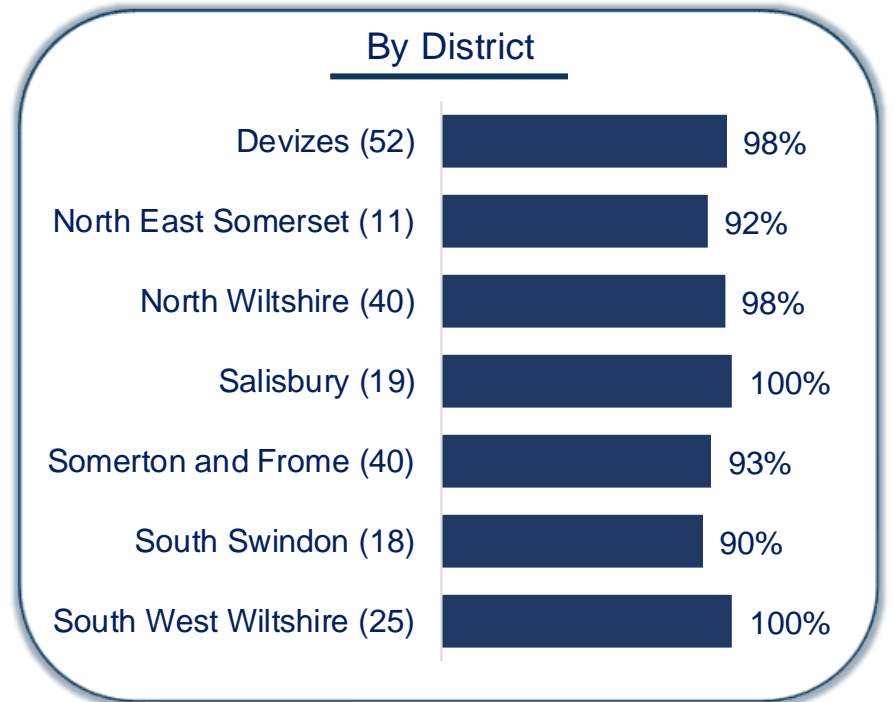 By District
Devizes (52) 98%
North East Somerset (11) 92%
North Wiltshire (40) 98%
Salisbury (19) 100%
Somerton and Frome (40) 93%
South Swindon (18) 90%
South West Wiltshire (25) 100%